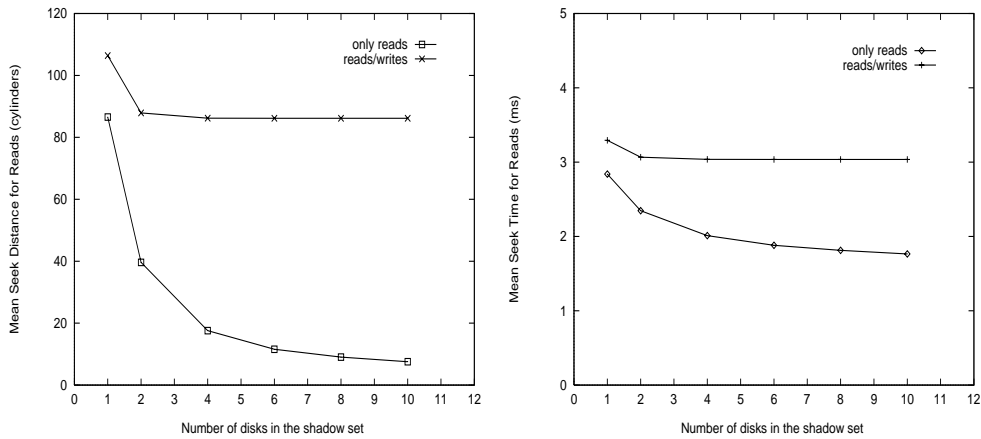 120
100
80
60
40
20
0
0 1 2 3 4 5 6 7 8 9 10 11 12
Mean Seek Distance for Reads (cylinders)
Number of disks in the shadow set
only reads
reads/writes
5
4
3
2
1
0
0 1 2 3 4 5 6 7 8 9 10 11 12
Mean Seek Time for Reads (ms)
Number of disks in the shadow set
only reads
reads/writes